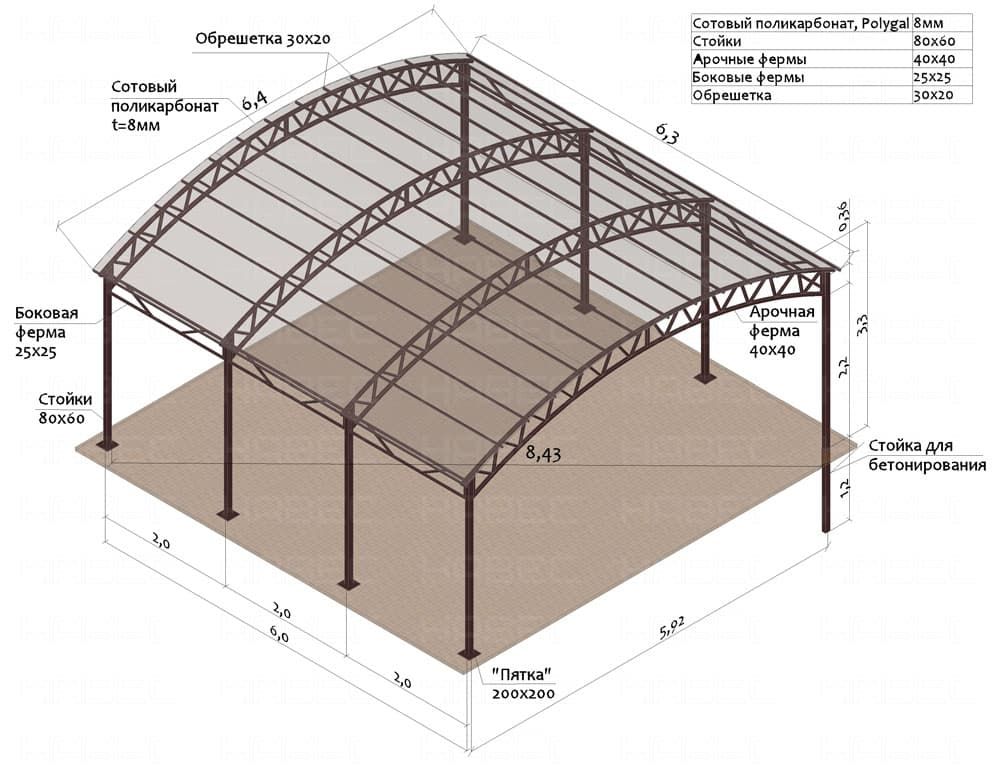 Сотовый поликарбонат, Polygal 8мм
Стойки 80х60
Арочные фермы 40х40
Боковые фермы 25х25
Обрешетка 30х20
Обрешетка 30х20
Сотовый
поликарбонат
t=8мм
6,4
6,3
0,36
3,3
2,2
1,2
Боковая
ферма
25х25
Арочная
ферма
40х40
Стойки
80х60
8,43
Стойка для
бетонирования
2,0
2,0
6,0
2,0
5,92
"Пятка"
200х200
НАВЕС